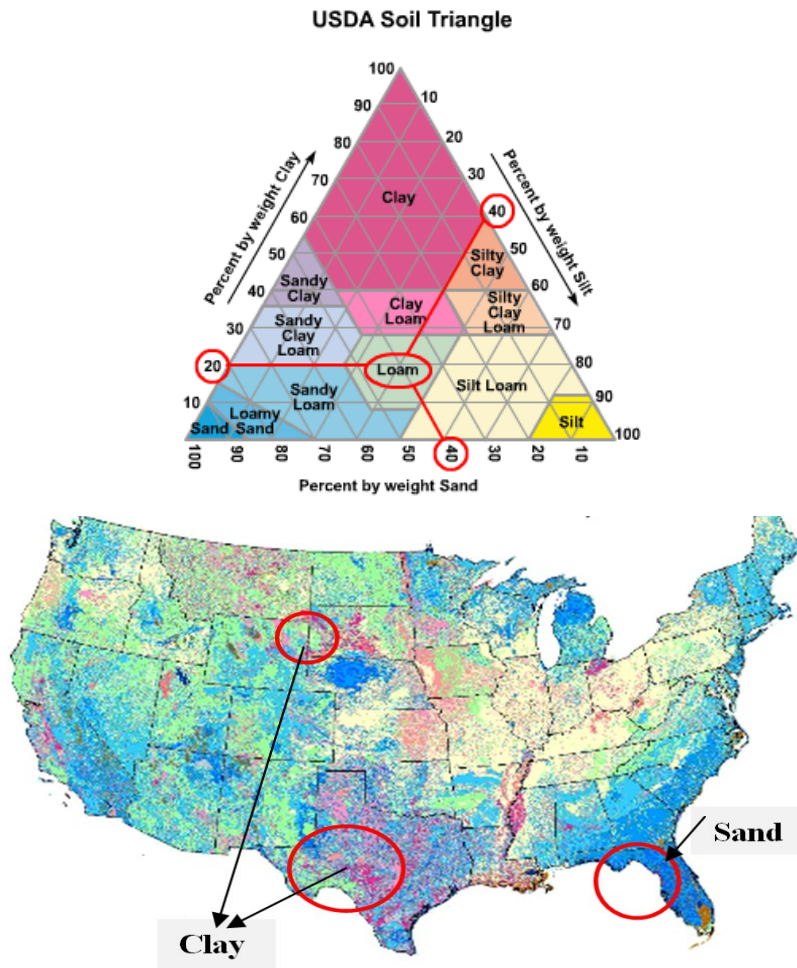 USDA Soil Triangle
100
90
80
70
60
50
40
30
20
10
Percent by weight Clay
10
20
30
40
50
60
70
80
90
100
Percent by weight Silt
Clay
Silty
Clay
Sandy
Clay
Clay
Loam
Silty
Clay
Loam
Sandy
Clay
Loam
Loam
Sandy
Loam
Silt Loam
Loamy
Sand
Sand
Silt
100
90
80
70
60
50
40
30
20
10
Percent by weight Sand
Sand
Clay